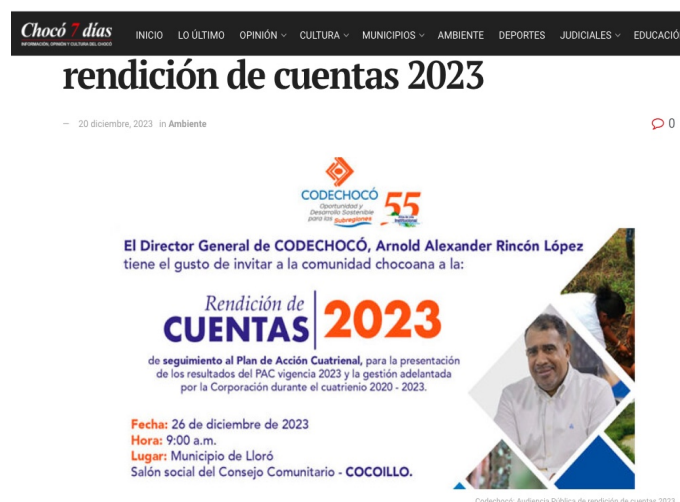 Chocó 7 días
INFORMACIÓN, OPINIÓN Y CULTURA DEL CHOCÓ
INICIO LO ÚLTIMO OPINIÓN CULTURA MUNICIPIOS AMBIENTE DEPORTES JUDICIALES EDUCACIÓ
rendición de cuentas 2023
— 20 diciembre, 2023 in Ambiente
0
CODECHOCÓ
Oportunidad y
Desarrollo Sostenible
para las Subregiones
55
El Director General de CODECHOCÓ, Arnold Alexander Rincón López
tiene el gusto de invitar a la comunidad chocoana a la:
Rendición de
CUENTAS 2023
de seguimiento al Plan de Acción Cuatrienal, para la presentación
de los resultados del PAC vigencia 2023 y la gestión adelantada
por la Corporación durante el cuatrienio 2020 - 2023.
Fecha: 26 de diciembre de 2023
Hora: 9:00 a.m.
Lugar: Municipio de Lloró
Salón social del Consejo Comunitario - COCOILLO.
Codechocó: Audiencia Pública de rendición de cuentas 2023